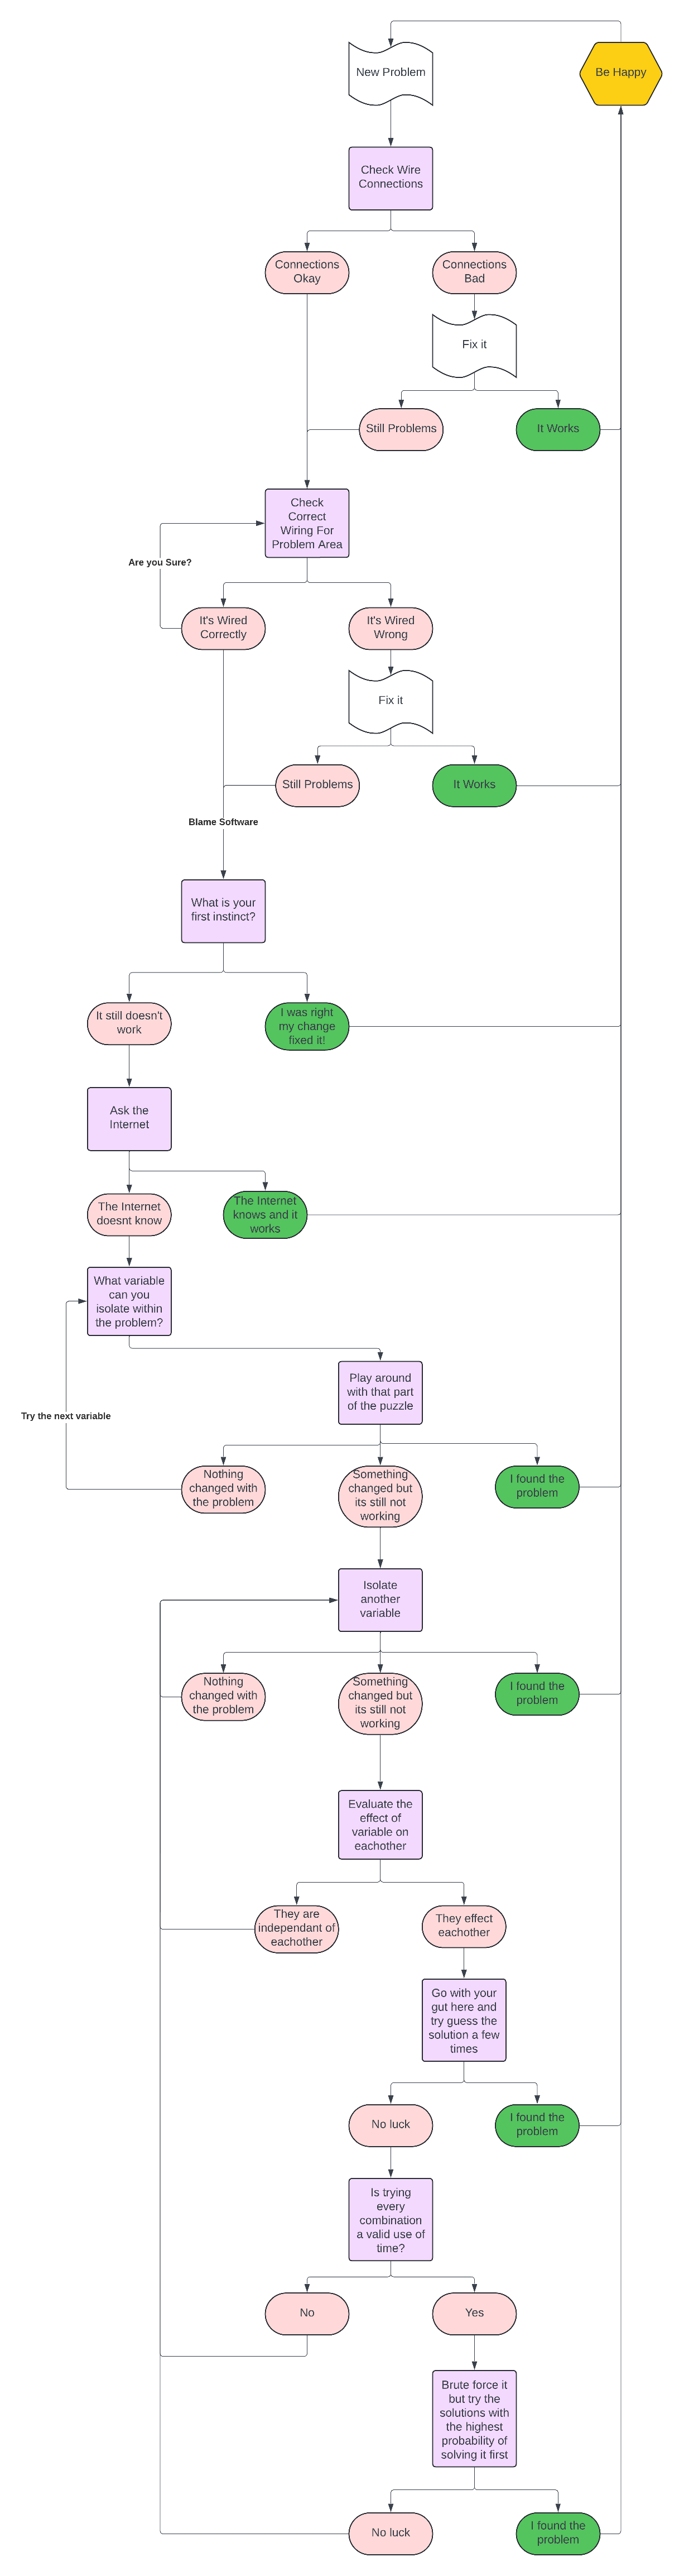 New Problem
Be Happy
Check Wire
Connections
Connections
Okay
Connections
Bad
Fix it
Still Problems
It Works
Check
Correct
Wiring For
Problem Area
Are you Sure?
It's Wired
Correctly
It's Wired
Wrong
Fix it
Still Problems
It Works
Blame Software
What is your
first instinct?
It still doesn't
work
I was right
my change
fixed it!
Ask the
Internet
The Internet
doesnt know
The Internet
knows and it
works
What variable
can you
isolate within
the problem?
Play around
with that part
of the puzzle
Try the next variable
Nothing
changed with
the problem
Something
changed but
its still not
working
I found the
problem
Isolate
another
variable
Nothing
changed with
the problem
Something
changed but
its still not
working
I found the
problem
Evaluate the
effect of
variable on
eachother
They are
independant of
eachother
They effect
eachother
Go with your
gut here and
try guess the
solution a few
times
No luck
I found the
problem
Is trying
every
combination
a valid use of
time?
No
Yes
Brute force it
but try the
solutions with
the highest
probability of
solving it first
No luck
I found the
problem